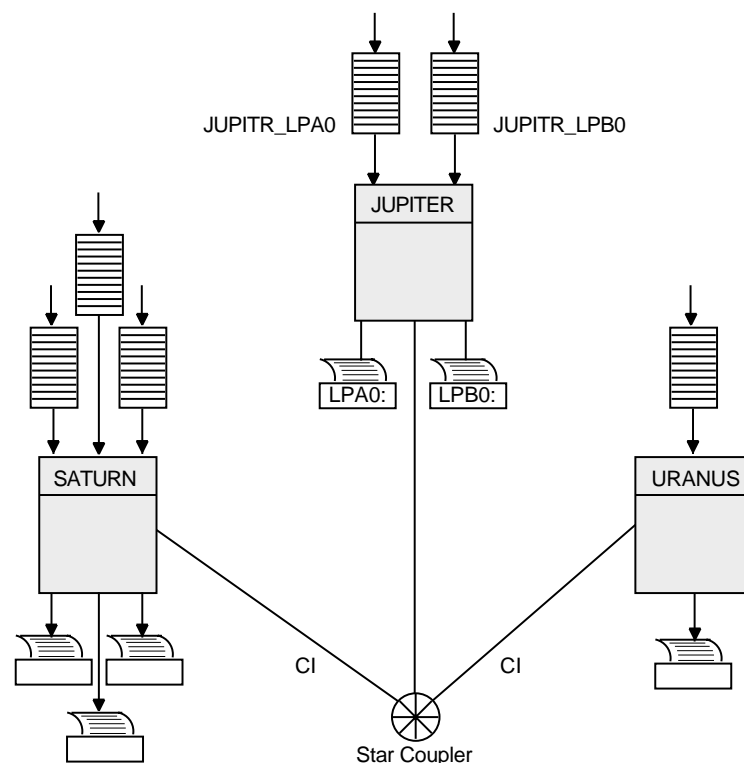 JUPITR_LPA0
JUPITR_LPB0
JUPITER
LPA0:
LPB0:
SATURN
URANUS
CI
CI
Star Coupler